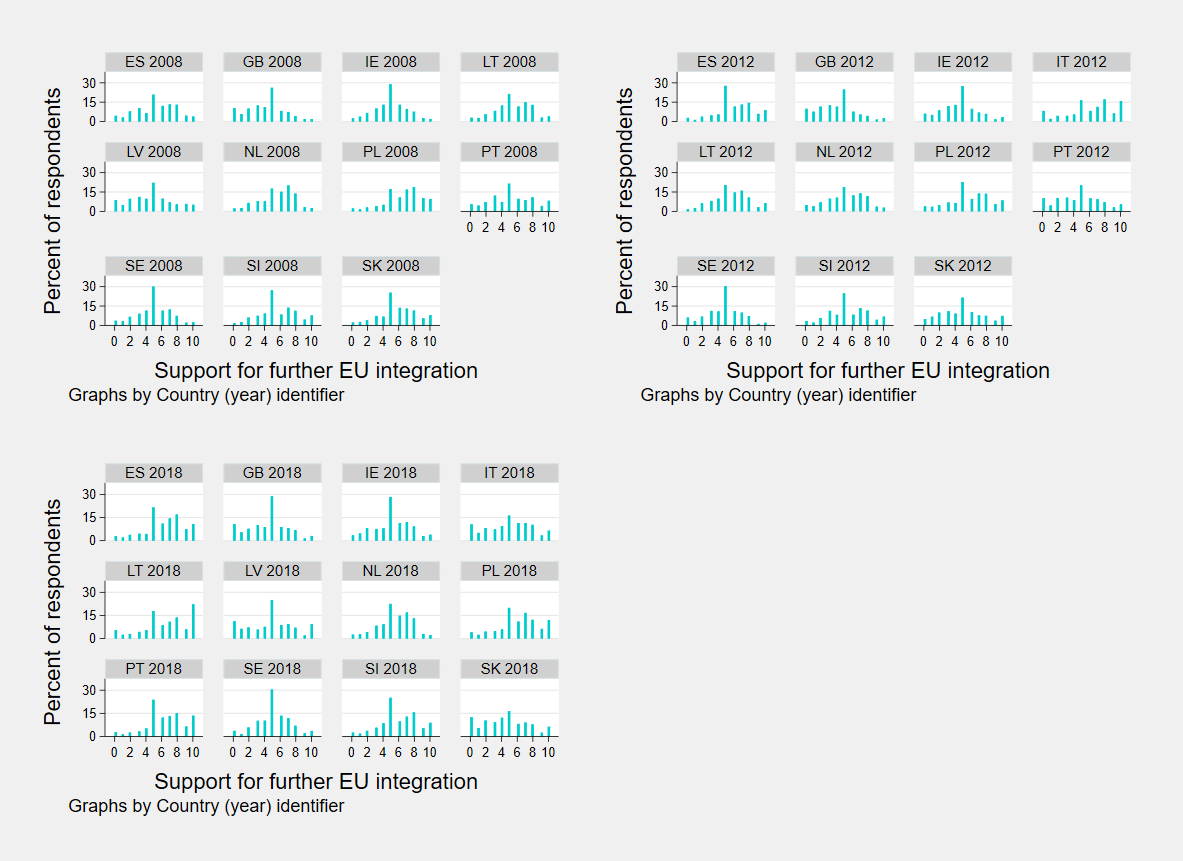 ES 2008 GB 2008 IE 2008 LT 2008
30
15
0
LV 2008 NL 2008 PL 2008 PT 2008
30
15
0
0 2 4 6 8 10
SE 2008 SI 2008 SK 2008
30
15
0
0 2 4 6 8 10 0 2 4 6 8 10 0 2 4 6 8 10
Percent of respondents
Support for further EU integration
Graphs by Country (year) identifier
ES 2012 GB 2012 IE 2012 IT 2012
30
15
0
LT 2012 NL 2012 PL 2012 PT 2012
30
15
0
0 2 4 6 8 10
SE 2012 SI 2012 SK 2012
30
15
0
0 2 4 6 8 10 0 2 4 6 8 10 0 2 4 6 8 10
Percent of respondents
Support for further EU integration
Graphs by Country (year) identifier
ES 2018 GB 2018 IE 2018 IT 2018
30
15
0
LT 2018 LV 2018 NL 2018 PL 2018
30
15
0
PT 2018 SE 2018 SI 2018 SK 2018
30
15
0
0 2 4 6 8 10 0 2 4 6 8 10 0 2 4 6 8 10 0 2 4 6 8 10
Percent of respondents
Support for further EU integration
Graphs by Country (year) identifier